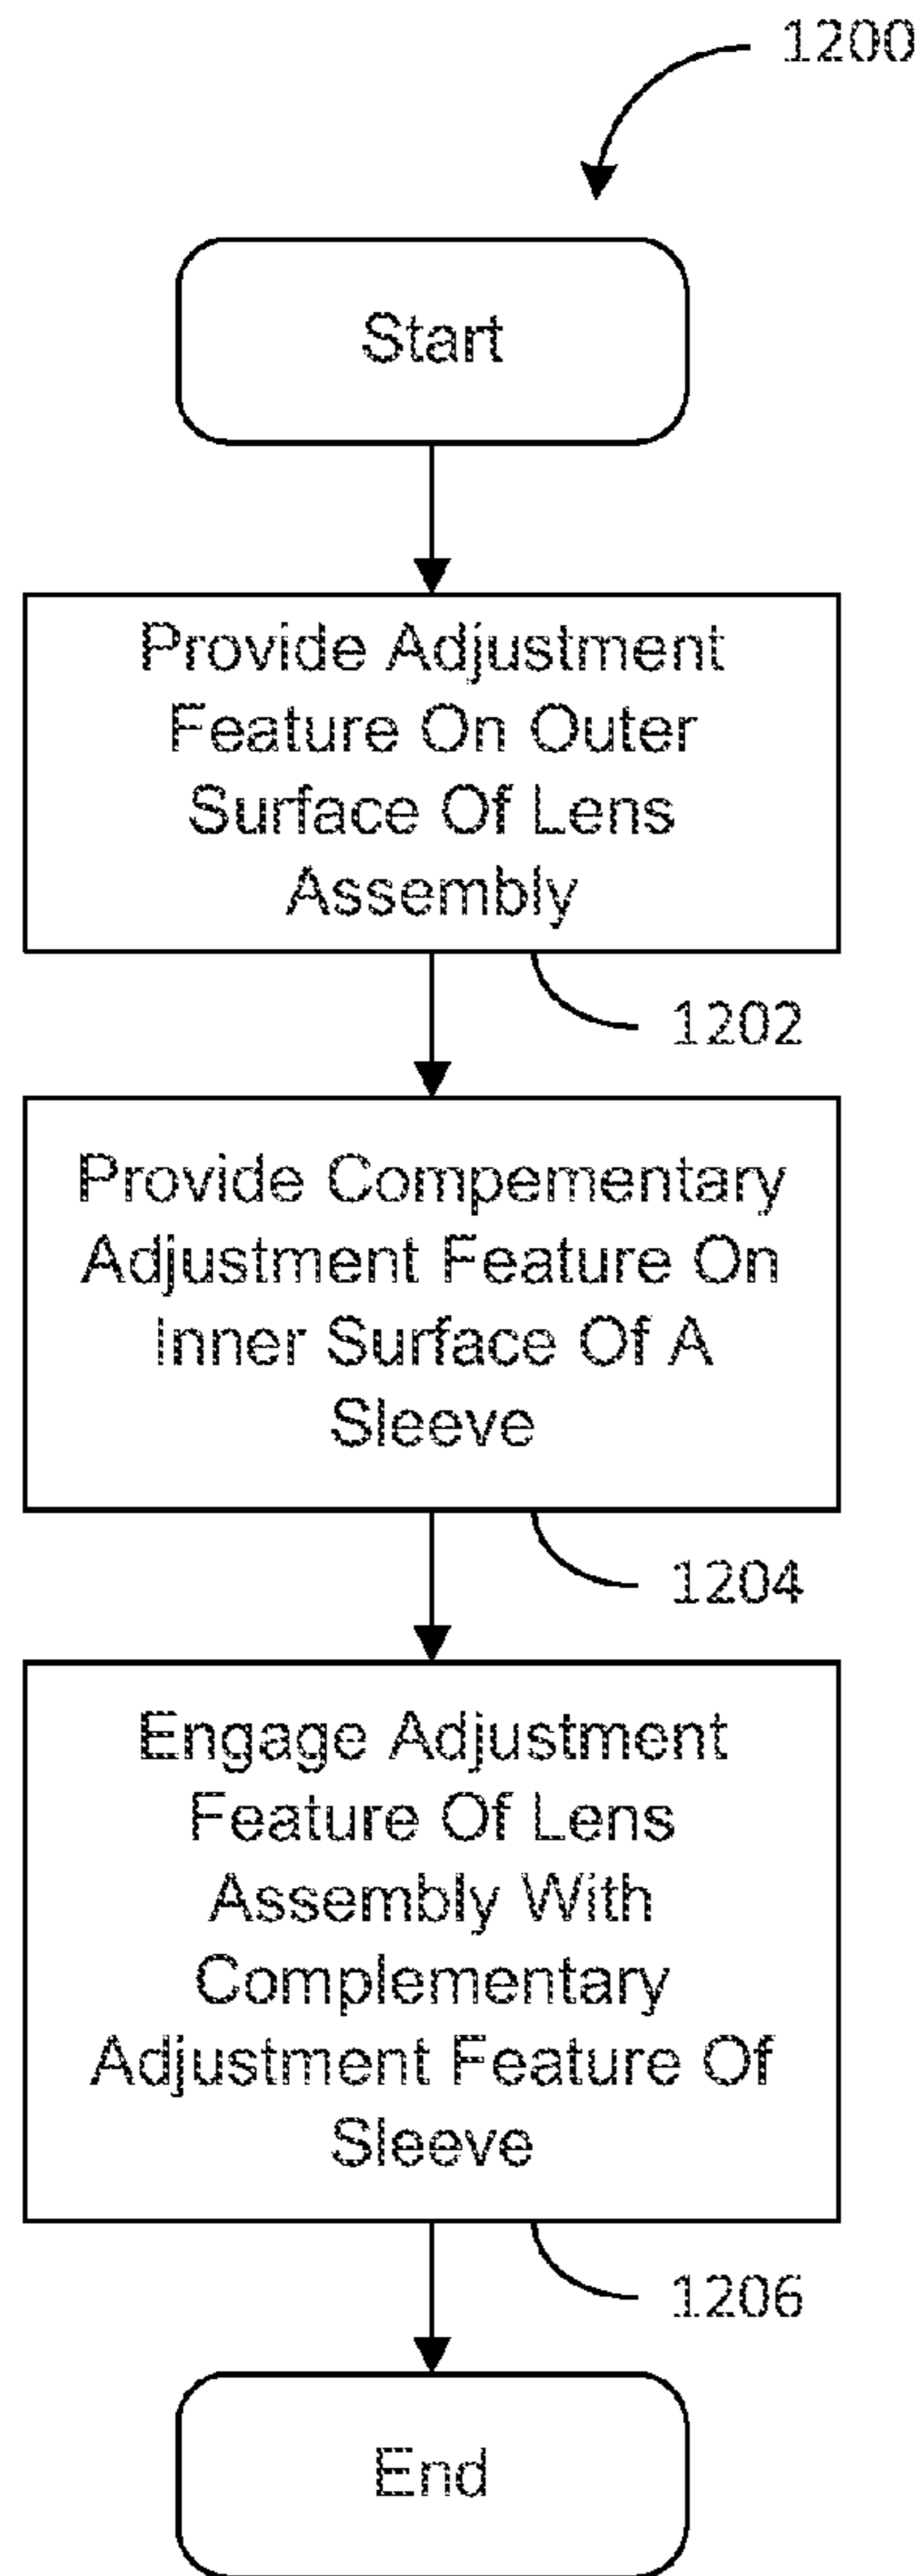 1200
Start
Provide Adjustment
Feature On Outer
Surface Of Lens
Assembly
1202
Provide Compementary
Adjustment Feature On
Inner Surface Of A
Sleeve
1204
Engage Adjustment
Feature Of Lens
Assembly With
Complementary
Adjustment Feature Of
Sleeve
1206
End